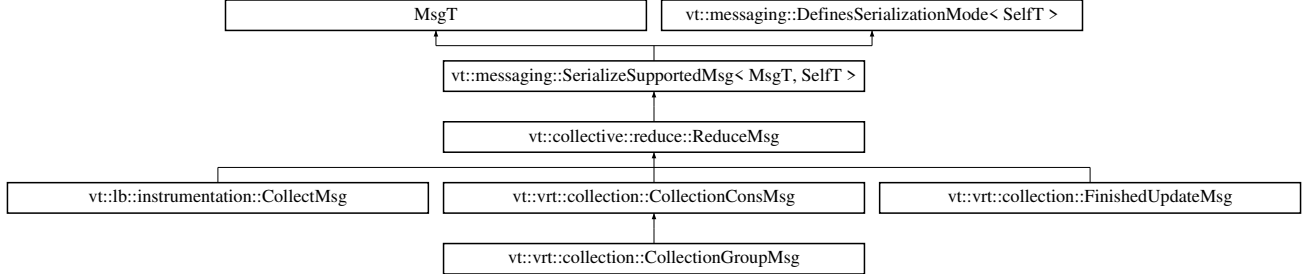 MsgT
vt::messaging::DefinesSerializationMode< SelfT >
vt::messaging::SerializeSupportedMsg< MsgT, SelfT >
vt::collective::reduce::ReduceMsg
vt::lb::instrumentation::CollectMsg
vt::vrt::collection::CollectionConsMsg
vt::vrt::collection::FinishedUpdateMsg
vt::vrt::collection::CollectionGroupMsg